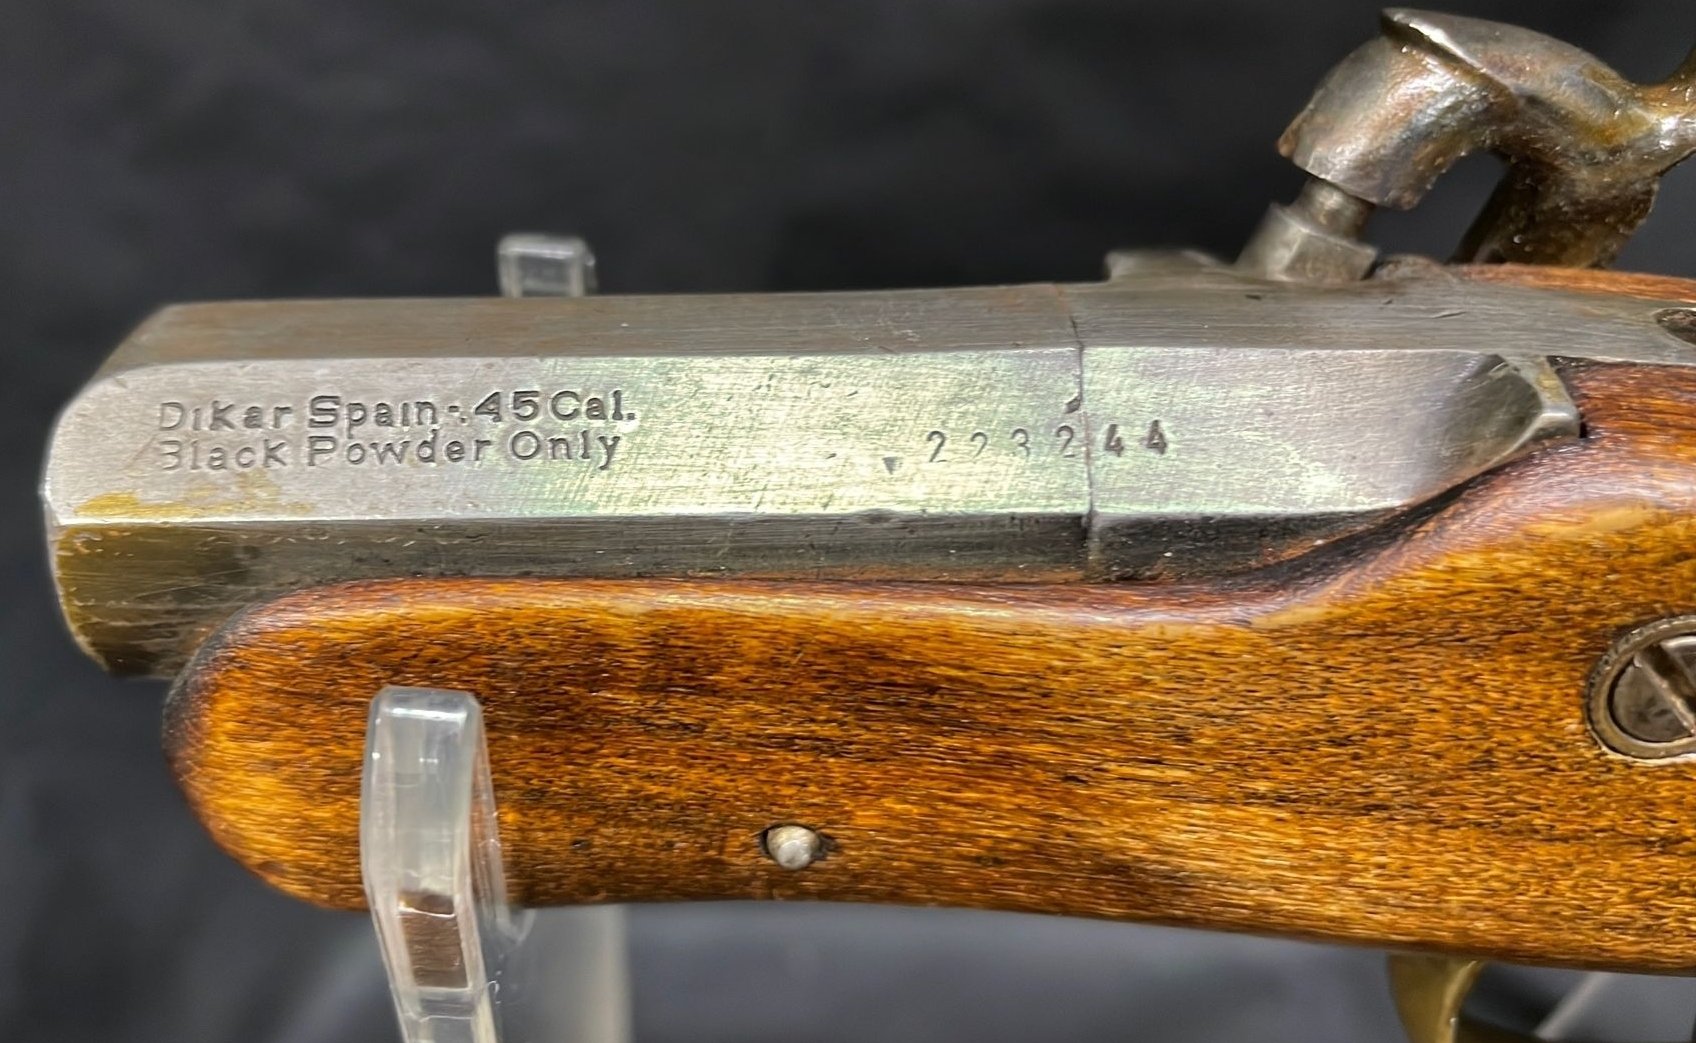 Dikar Spain-.45 Cal.
Black Powder Only
223244